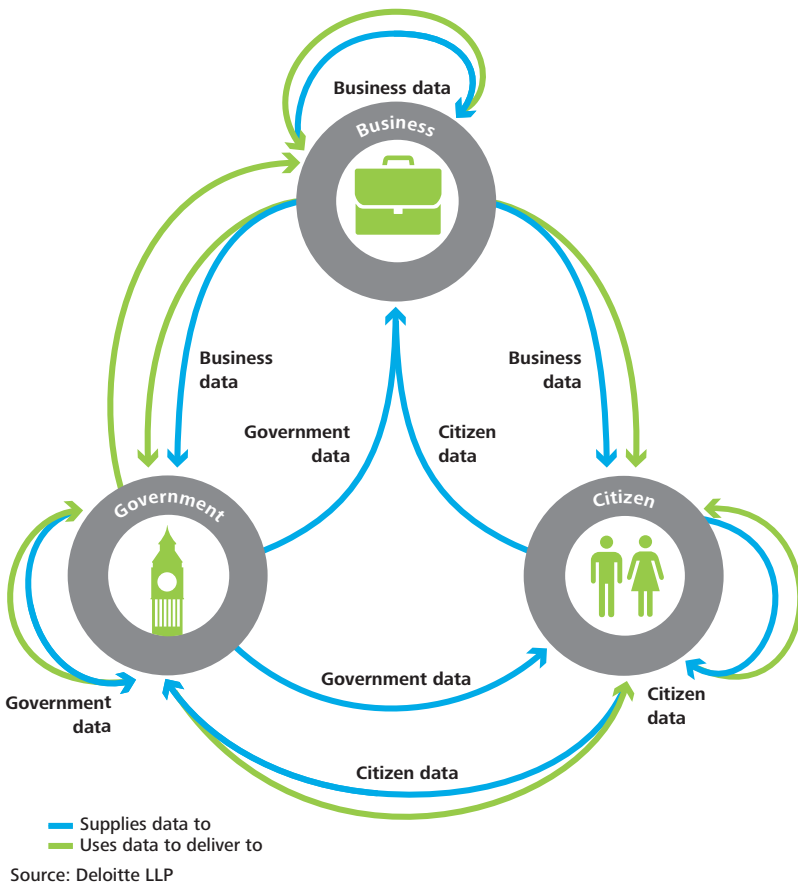 Business data
Business
Business
data
Business
data
Government
data
Citizen
data
Government
Citizen
Government data
Government
data
Citizen
data
Citizen data
Supplies data to
Uses data to deliver to
Source: Deloitte LLP